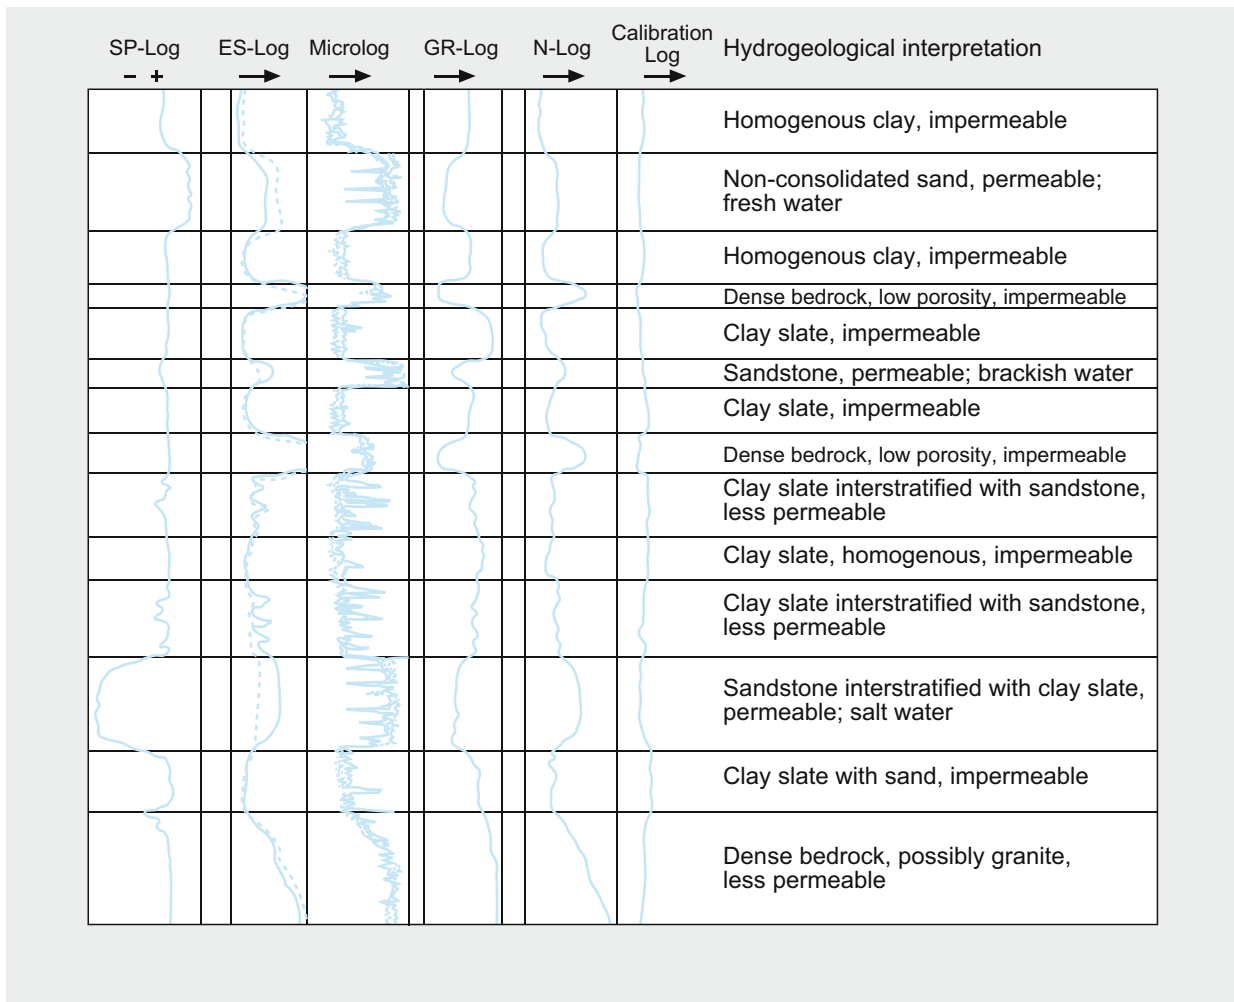 SP-Log
ES-Log
Microlog
GR-Log
N-Log
Calibration
Log
Hydrogeological interpretation
– +
Homogenous clay, impermeable
Non-consolidated sand, permeable;
fresh water
Homogenous clay, impermeable
Dense bedrock, low porosity, impermeable
Clay slate, impermeable
Sandstone, permeable; brackish water
Clay slate, impermeable
Dense bedrock, low porosity, impermeable
Clay slate interstratified with sandstone,
less permeable
Clay slate, homogenous, impermeable
Clay slate interstratified with sandstone,
less permeable
Sandstone interstratified with clay slate,
permeable; salt water
Clay slate with sand, impermeable
Dense bedrock, possibly granite,
less permeable